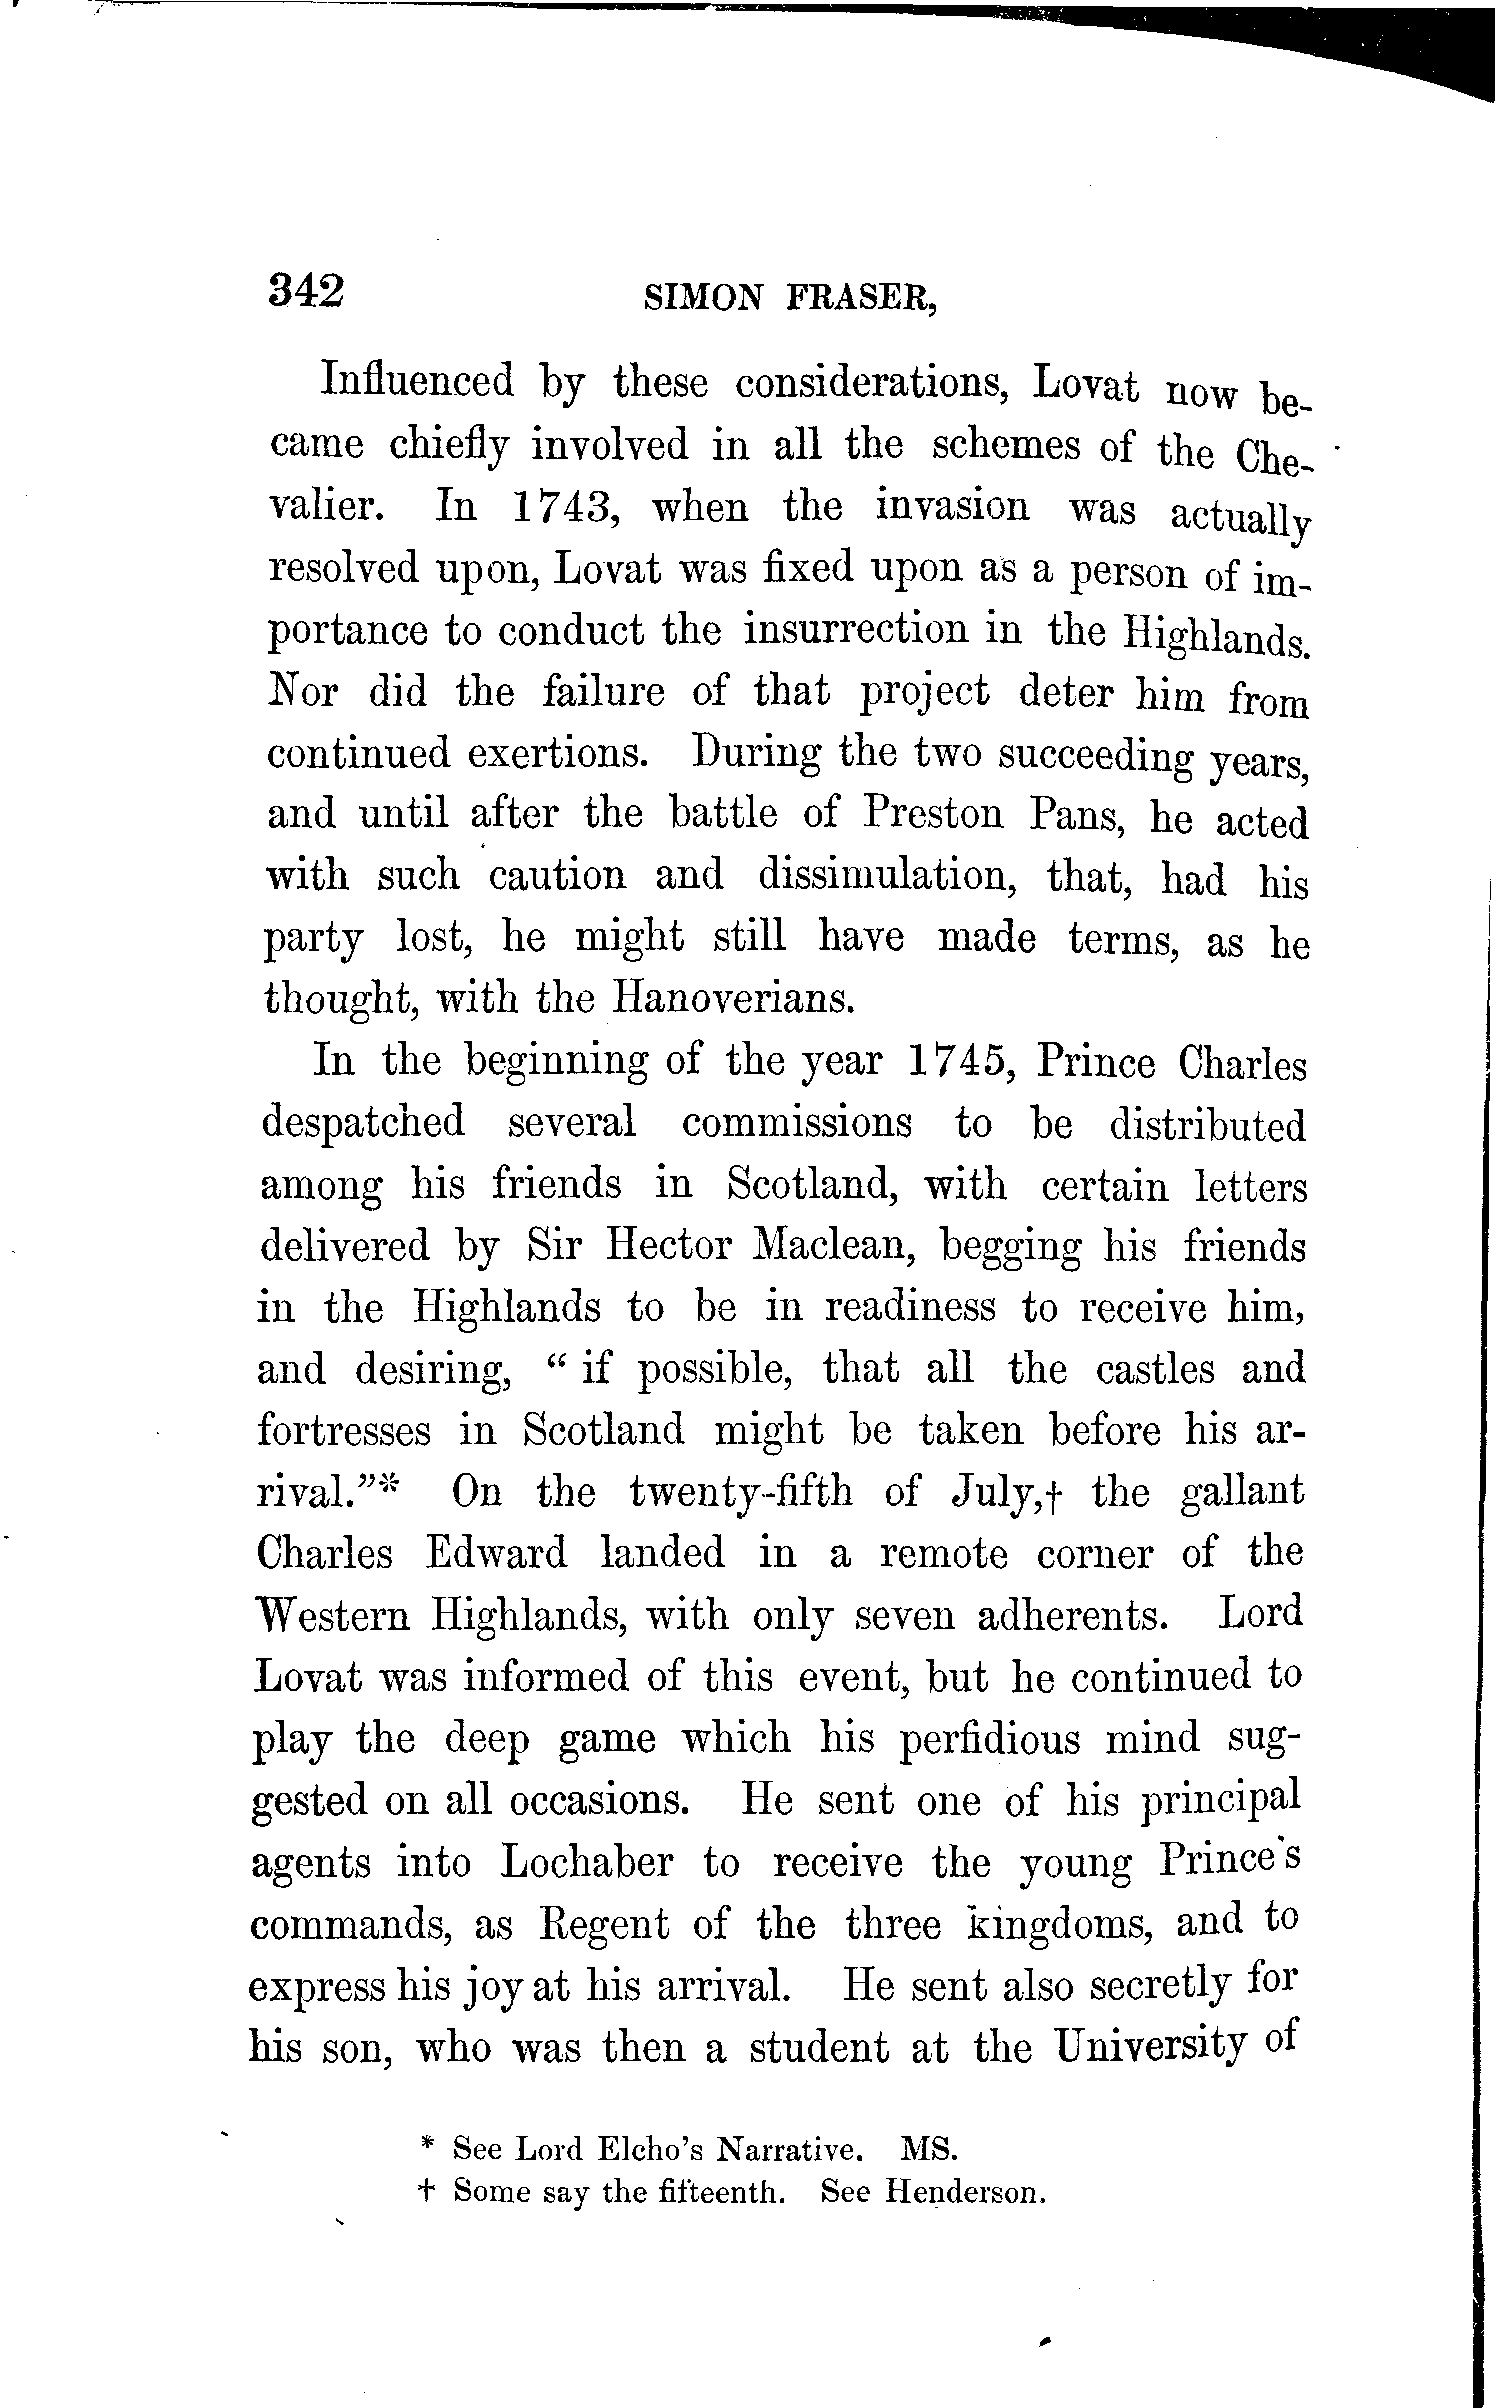 342 SIMON FRASER,
Influenced by these considerations, Lovat now be-
came chiefly involved in all the schemes of the Che-
valier. In 1743, when the invasion was actually
resolved upon, Lovat was fixed upon as a person of im-
portance to conduct the insurrection in the Highlands.
Nor did the failure of that project deter him from
continued exertions. During the two succeeding years,
and until after the battle of Preston Pans, he acted
with such caution and dissimulation, that, had his
party lost, he might still have made terms, as he
thought, with the Hanoverians.
In the beginning of the year 1745, Prince Charles
despatched several commissions to be distributed
among his friends in Scotland, with certain letters
delivered by Sir Hector Maclean, begging his friends
in the Highlands to be in readiness to receive him,
and desiring, “ if possible, that all the castles and
fortresses in Scotland might be taken before his ar-
rival.”* On the twenty-fifth of July,† the gallant
Charles Edward landed in a remote corner of the
Western Highlands, with only seven adherents. Lord
Lovat was informed of this event, but he continued to
play the deep game which his perfidious mind sug-
gested on all occasions. He sent one of his principal
agents into Lochaber to receive the young Prince's
commands, as Regent of the three kingdoms, and to
express his joy at his arrival. He sent also secretly for
his son, who was then a student at the University of
* See Lord Elcho's Narrative. MS.
† Some say the fifteenth. See Henderson.